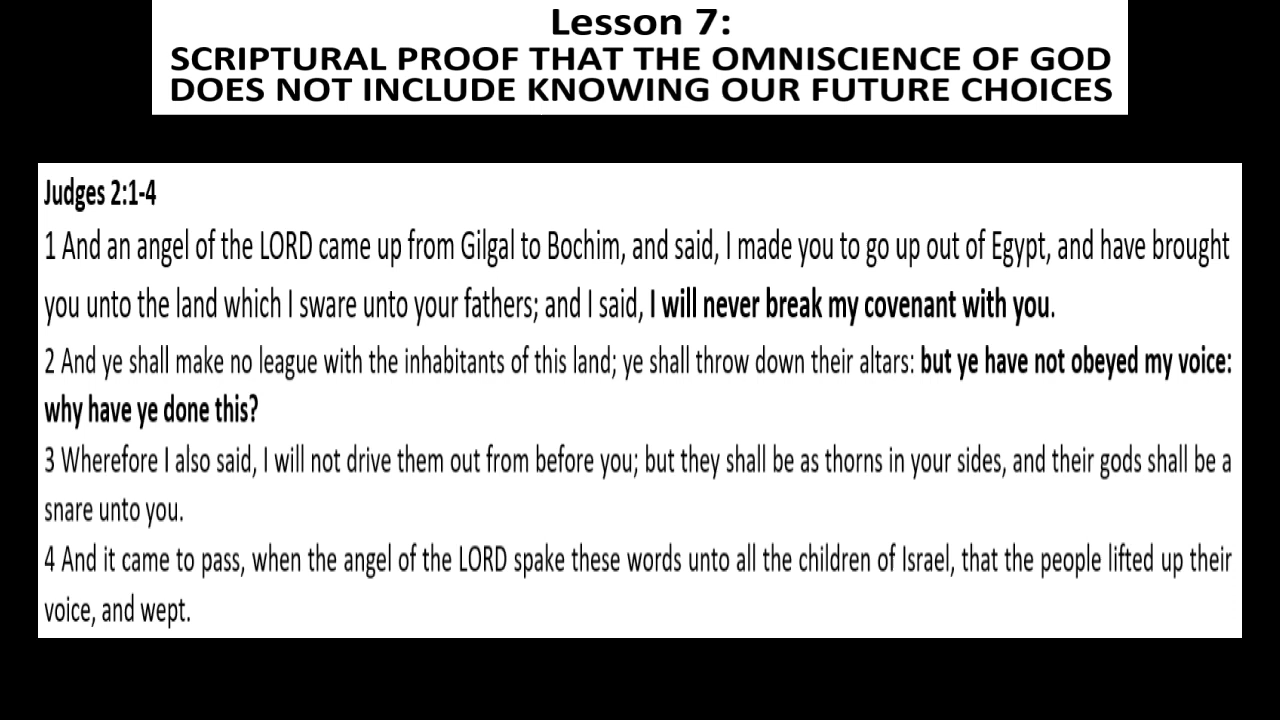 Lesson 7:
SCRIPTURAL PROOF THAT THE OMNISCIENCE OF GOD
DOES NOT INCLUDE KNOWING OUR FUTURE CHOICES
Judges 2:1-4
1 And an angel of the LORD came up from Gilgal to Bochim, and said, I made you to go up out of Egypt, and have brought
you unto the land which I sware unto your fathers; and I said, I will never break my covenant with you.
2 And ye shall make no league with the inhabitants of this land; ye shall throw down their altars: but ye have not obeyed my voice:
why have ye done this?
3 Wherefore I also said, I will not drive them out from before you; but they shall be as thorns in your sides, and their gods shall be a
snare unto you.
4 And it came to pass, when the angel of the LORD spake these words unto all the children of Israel, that the people lifted up their
voice, and wept.